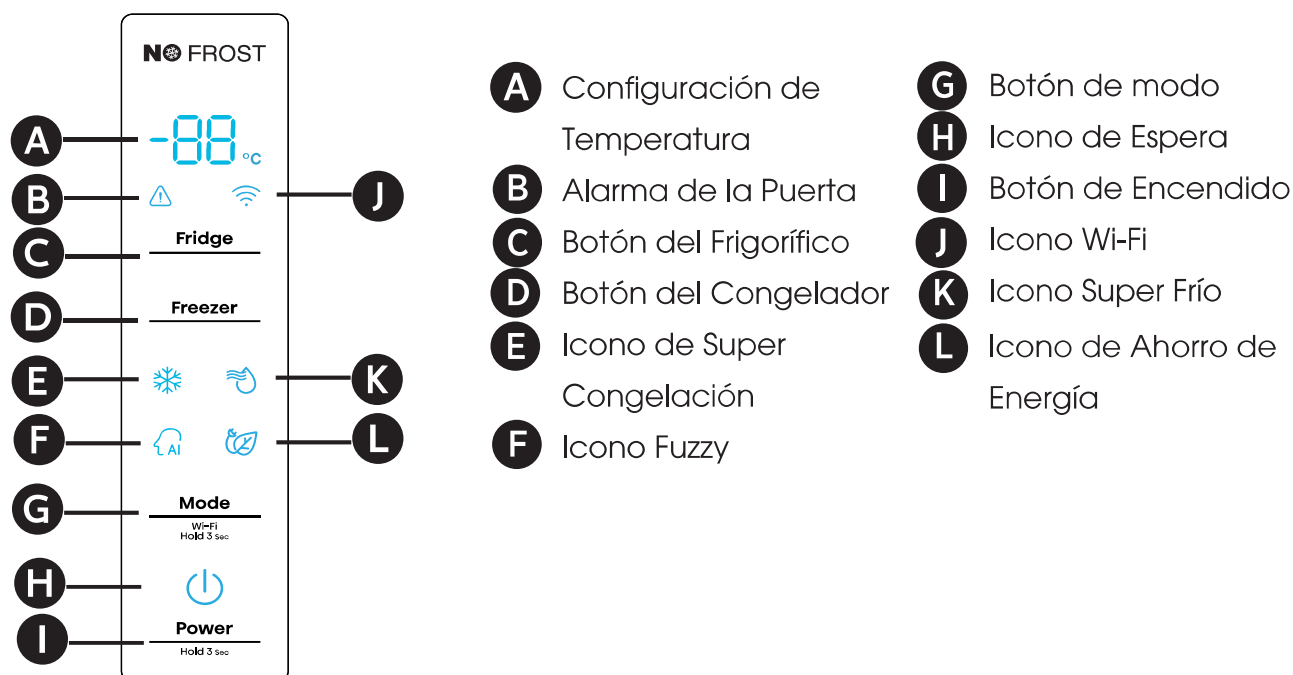 NO FROST
A
-88 °C
B
J
Fridge
C
Freezer
D
E
K
F
AI
L
Mode
G
Wi-Fi
Hold 3 Sec
H
Power
I
Hold 3 Sec
A Configuración de
Temperatura
B Alarma de la Puerta
C Botón del Frigorífico
D Botón del Congelador
E Icono de Super
Congelación
F Icono Fuzzy
G Botón de modo
H Icono de Espera
I Botón de Encendido
J Icono Wi-Fi
K Icono Super Frío
L Icono de Ahorro de
Energía